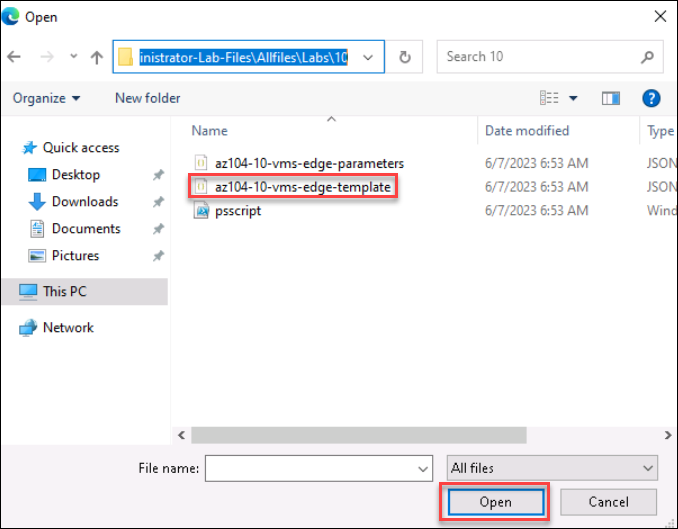 Open
inistrator-Lab-Files\Allfiles\Labs\10
Search 10
Organize
New folder
Name
Date modified
Type
Quick access
Desktop
Downloads
Documents
Pictures
This PC
Network
az104-10-vms-edge-parameters 6/7/2023 6:53 AM JSON
az104-10-vms-edge-template 6/7/2023 6:53 AM JSON
psscript 6/7/2023 6:53 AM Wind
File name:
All files
Open
Cancel